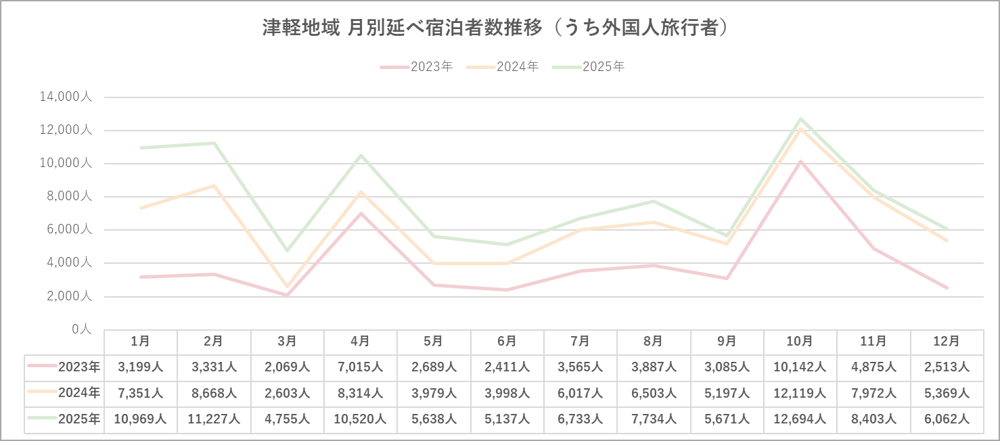 津軽地域 月別延べ宿泊者数推移（うち外国人旅行者）
2023年 2024年 2025年
14,000人
12,000人
10,000人
8,000人
6,000人
4,000人
2,000人
0人
1月 2月 3月 4月 5月 6月 7月 8月 9月 10月 11月 12月
2023年 3,199人 3,331人 2,069人 7,015人 2,689人 2,411人 3,565人 3,887人 3,085人 10,142人 4,875人 2,513人
2024年 7,351人 8,668人 2,603人 8,314人 3,979人 3,998人 6,017人 6,503人 5,197人 12,119人 7,972人 5,369人
2025年 10,969人 11,227人 4,755人 10,520人 5,638人 5,137人 6,733人 7,734人 5,671人 12,694人 8,403人 6,062人